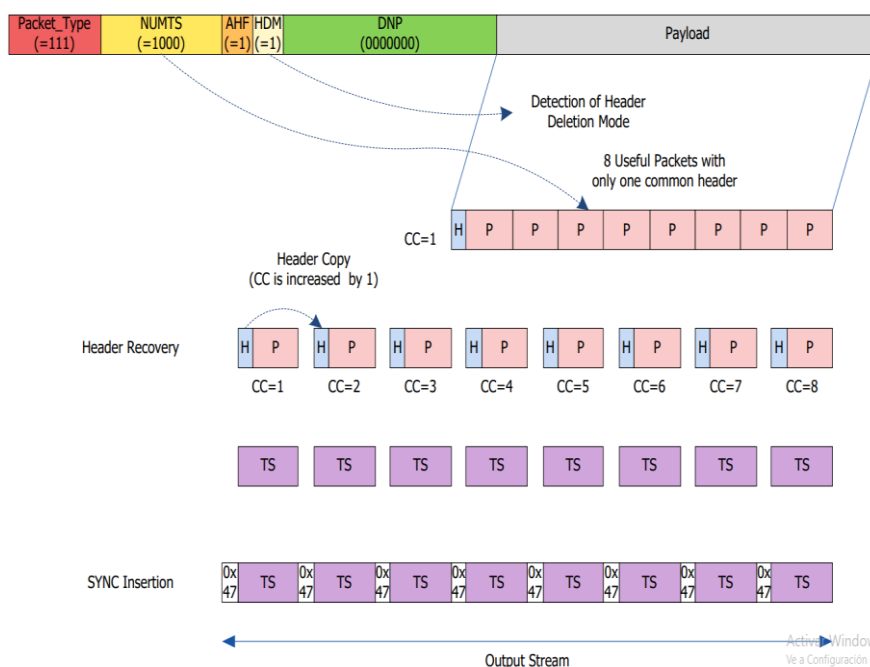 Packet_Type NUMTS AHF HDM DNP Payload
(=111) (=1000) (=1) (=1) (0000000)
Detection of Header
Deletion Mode
8 Useful Packets with
only one common header
CC=1 H P P P P P P P P
Header Copy
(CC is increased by 1)
Header Recovery H P H P H P H P H P H P H P H P
CC=1 CC=2 CC=3 CC=4 CC=5 CC=6 CC=7 CC=8
TS TS TS TS TS TS TS TS
SYNC Insertion 0x 47 TS 0x 47 TS 0x 47 TS 0x 47 TS 0x 47 TS 0x 47 TS 0x 47 TS 0x 47 TS
Output Stream
Window
Ve a Configuración